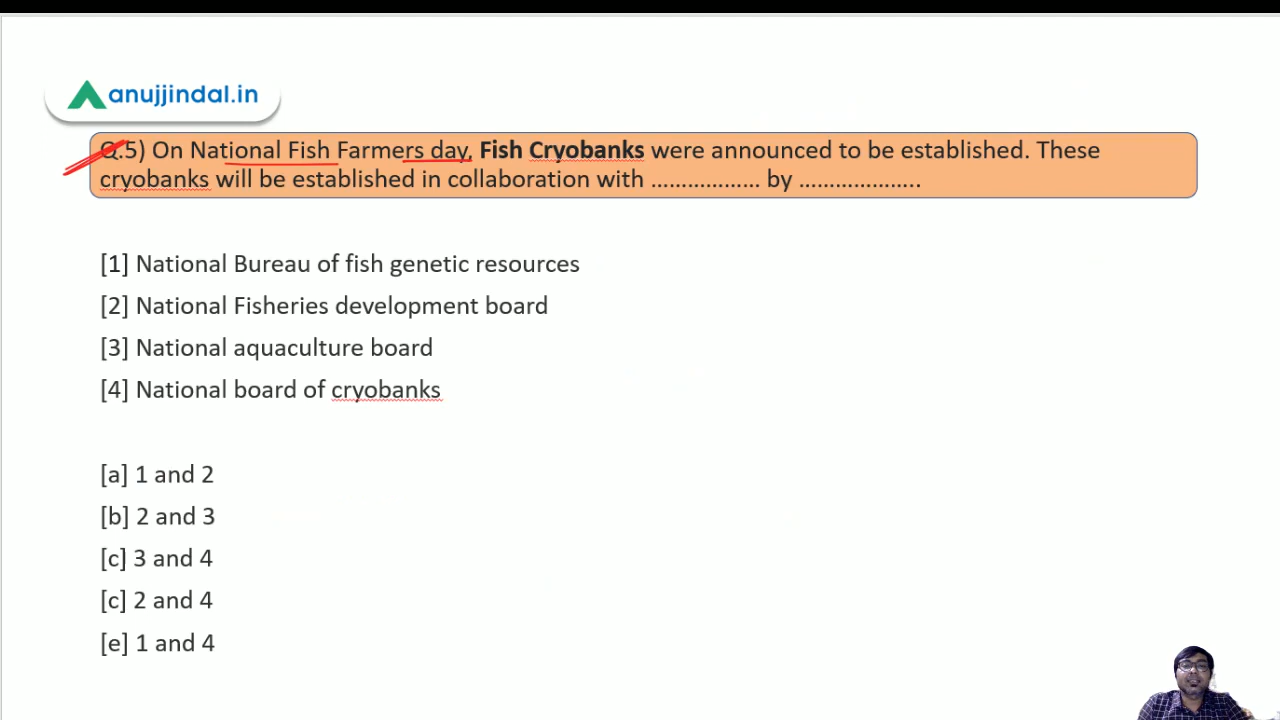 anujjindal.in
Q.5) On National Fish Farmers day, Fish Cryobanks were announced to be established. These
cryobanks will be established in collaboration with ……………… by ………………..
[1] National Bureau of fish genetic resources
[2] National Fisheries development board
[3] National aquaculture board
[4] National board of cryobanks
[a] 1 and 2
[b] 2 and 3
[c] 3 and 4
[c] 2 and 4
[e] 1 and 4